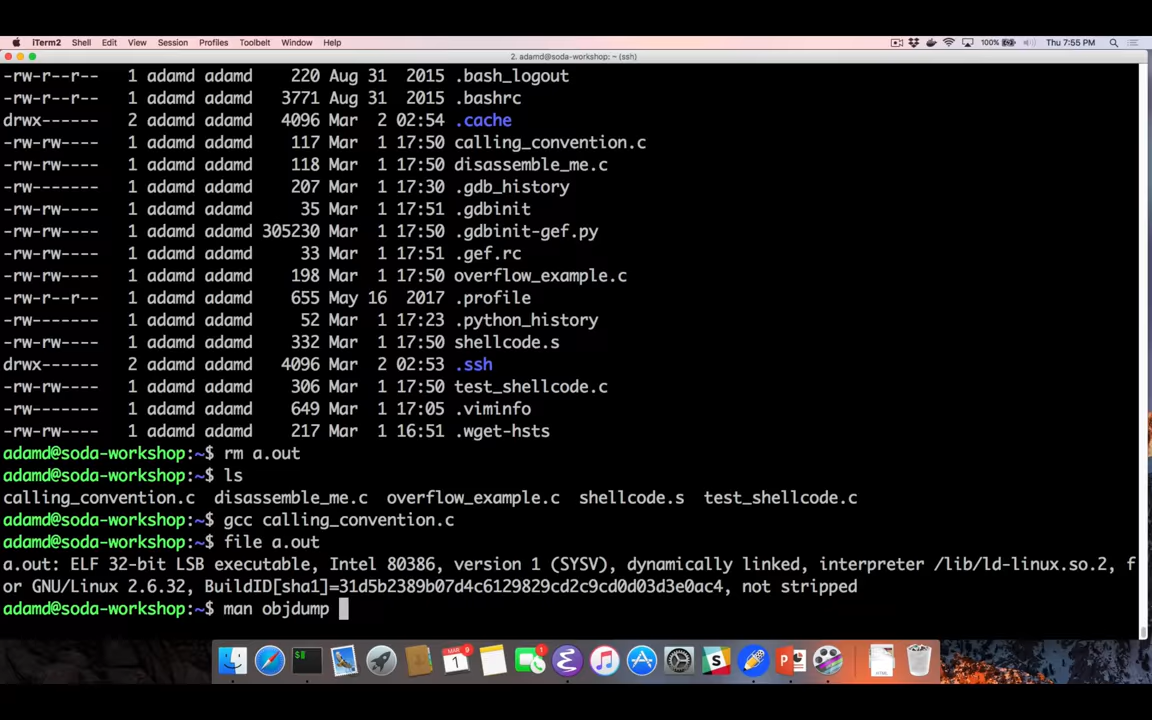 iTerm2 Shell Edit View Session Profiles Toolbelt Window Help 100% Thu 7:55 PM
2. adamd@soda-workshop: ~ (ssh)
-rw-r--r-- 1 adamd adamd 220 Aug 31 2015 .bash_logout
-rw-r--r-- 1 adamd adamd 3771 Aug 31 2015 .bashrc
drwx------ 2 adamd adamd 4096 Mar 2 02:54 .cache
-rw-rw---- 1 adamd adamd 117 Mar 1 17:50 calling_convention.c
-rw-rw---- 1 adamd adamd 118 Mar 1 17:50 disassemble_me.c
-rw------- 1 adamd adamd 207 Mar 1 17:30 .gdb_history
-rw-rw---- 1 adamd adamd 35 Mar 1 17:51 .gdbinit
-rw-rw---- 1 adamd adamd 305230 Mar 1 17:50 .gdbinit-gef.py
-rw-rw---- 1 adamd adamd 33 Mar 1 17:51 .gef.rc
-rw-rw---- 1 adamd adamd 198 Mar 1 17:50 overflow_example.c
-rw-r--r-- 1 adamd adamd 655 May 16 2017 .profile
-rw------- 1 adamd adamd 52 Mar 1 17:23 .python_history
-rw-rw---- 1 adamd adamd 332 Mar 1 17:50 shellcode.s
drwx------ 2 adamd adamd 4096 Mar 2 02:53 .ssh
-rw-rw---- 1 adamd adamd 306 Mar 1 17:50 test_shellcode.c
-rw------- 1 adamd adamd 649 Mar 1 17:05 .viminfo
-rw-rw---- 1 adamd adamd 217 Mar 1 16:51 .wget-hsts
adamd@soda-workshop:~$ rm a.out
adamd@soda-workshop:~$ ls
calling_convention.c disassemble_me.c overflow_example.c shellcode.s test_shellcode.c
adamd@soda-workshop:~$ gcc calling_convention.c
adamd@soda-workshop:~$ file a.out
a.out: ELF 32-bit LSB executable, Intel 80386, version 1 (SYSV), dynamically linked, interpreter /lib/ld-linux.so.2, f
or GNU/Linux 2.6.32, BuildID[sha1]=31d5b2389b07d4c6129829cd2c9cd0d03d3e0ac4, not stripped
adamd@soda-workshop:~$ man objdump